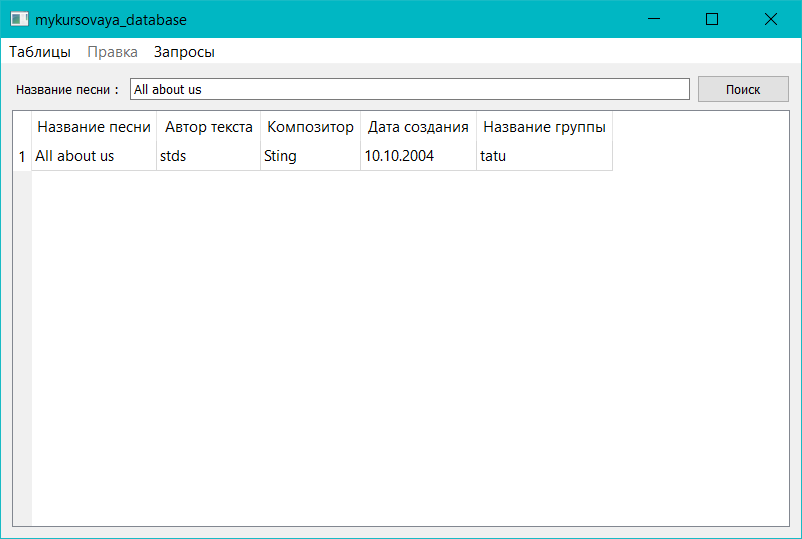 mykursovaya_database
Таблицы Правка Запросы
Название песни : All about us Поиск
Название песни Автор текста Композитор Дата создания Название группы
1 All about us stds Sting 10.10.2004 tatu